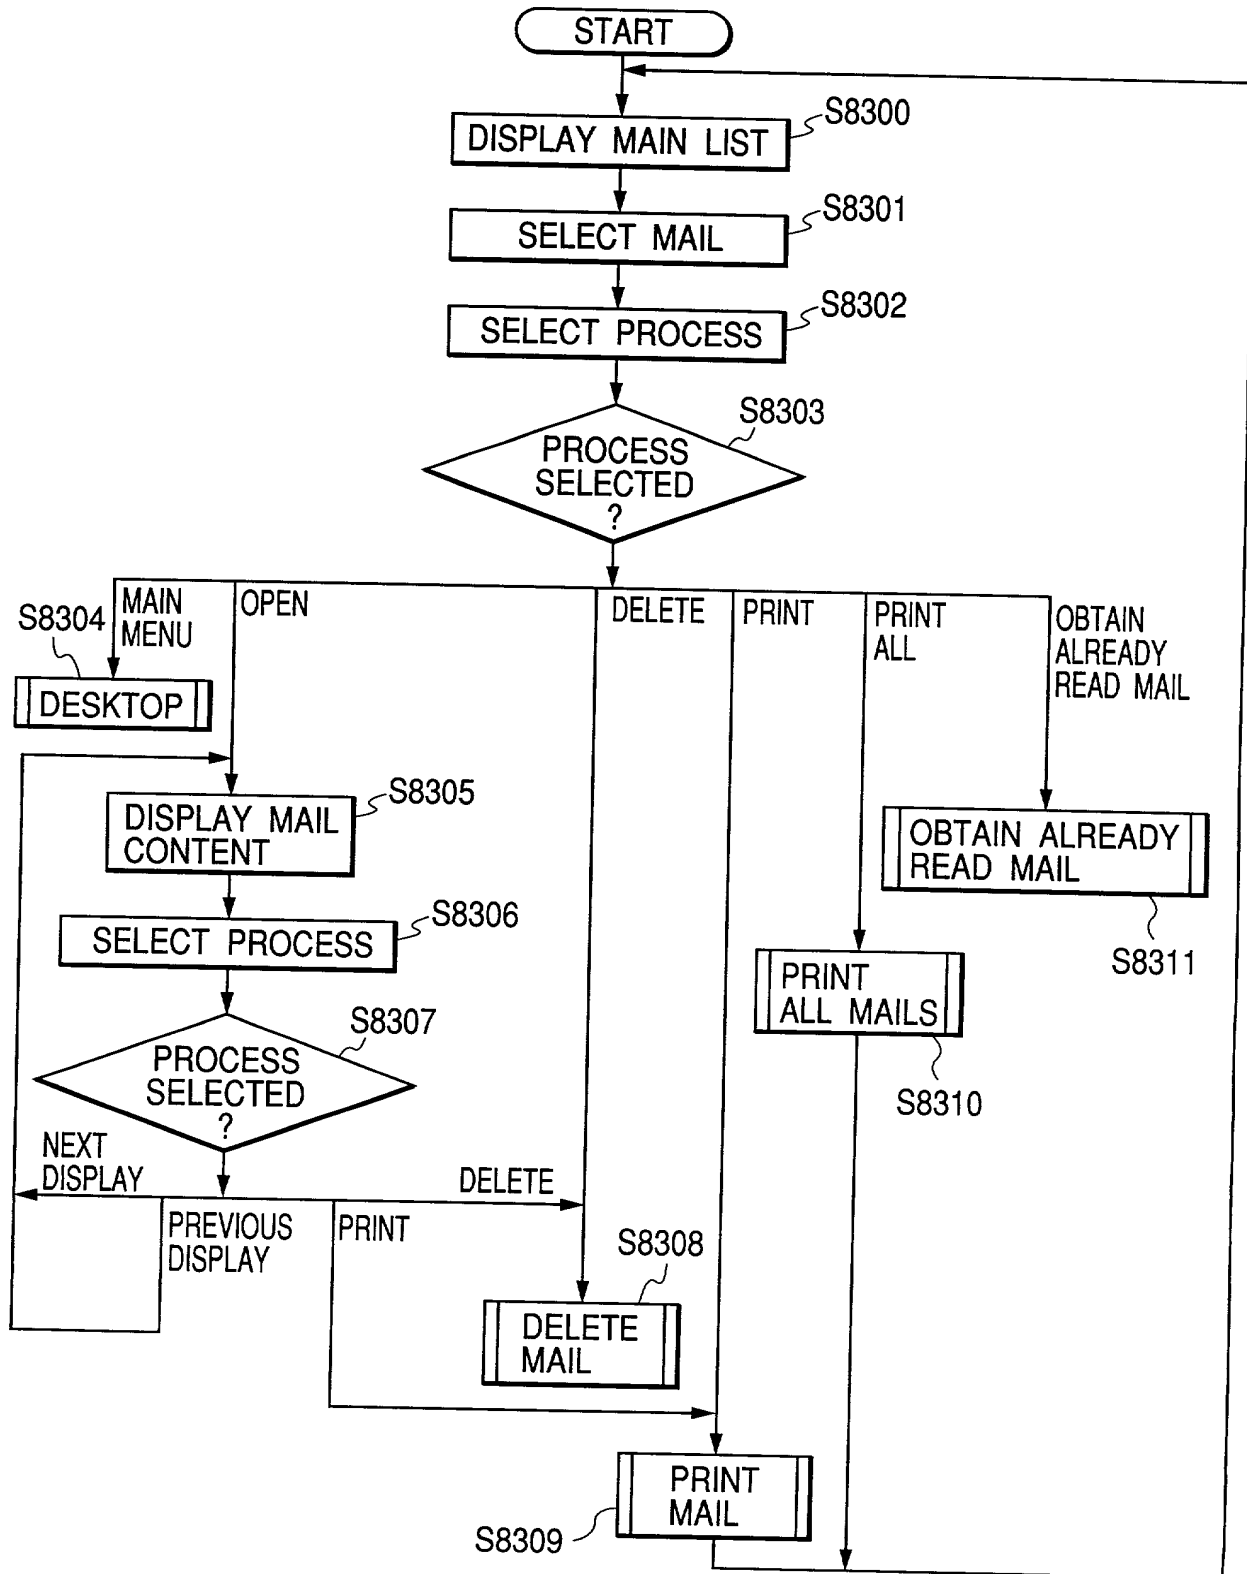 START
S8300
DISPLAY MAIN LIST
S8301
SELECT MAIL
S8302
SELECT PROCESS
S8303
PROCESS
SELECTED
?
MAIN
MENU
OPEN
DELETE
PRINT
PRINT
ALL
OBTAIN
ALREADY
READ MAIL
S8304
DESKTOP
S8305
DISPLAY MAIL
CONTENT
OBTAIN ALREADY
READ MAIL
S8311
S8306
SELECT PROCESS
PRINT
ALL MAILS
S8310
S8307
PROCESS
SELECTED
?
NEXT
DISPLAY
PREVIOUS
DISPLAY
PRINT
DELETE
S8308
DELETE
MAIL
PRINT
MAIL
S8309